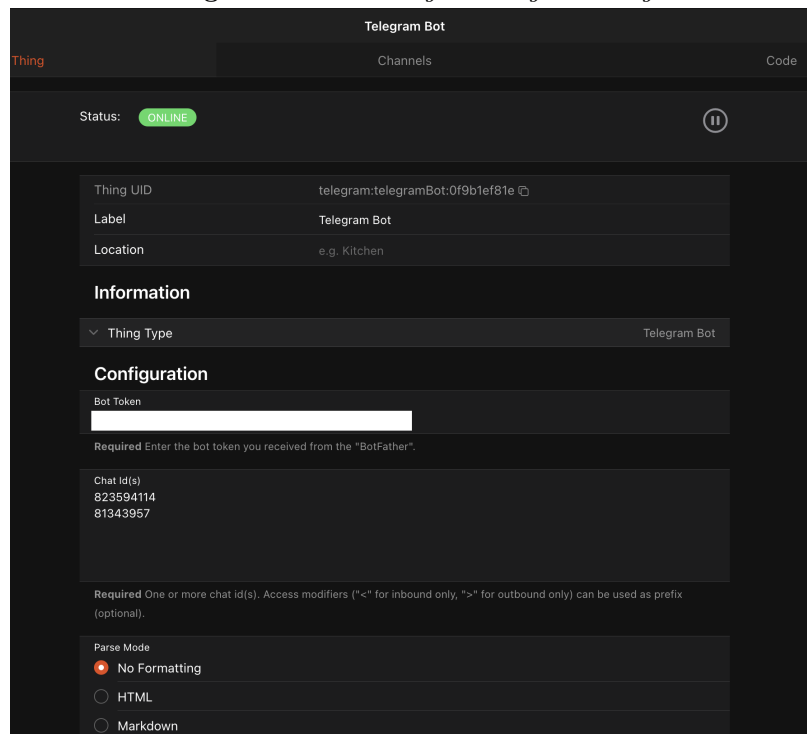 Telegram Bot
Thing Channels Code
Status: ONLINE
Thing UID telegram:telegramBot:0f9b1ef81e
Label Telegram Bot
Location e.g. Kitchen
Information
Thing Type Telegram Bot
Configuration
Bot Token
Required Enter the bot token you received from the "BotFather".
Chat Id(s)
823594114
81343957
Required One or more chat id(s). Access modifiers ("<" for inbound only, ">" for outbound only) can be used as prefix
(optional).
Parse Mode
No Formatting
HTML
Markdown